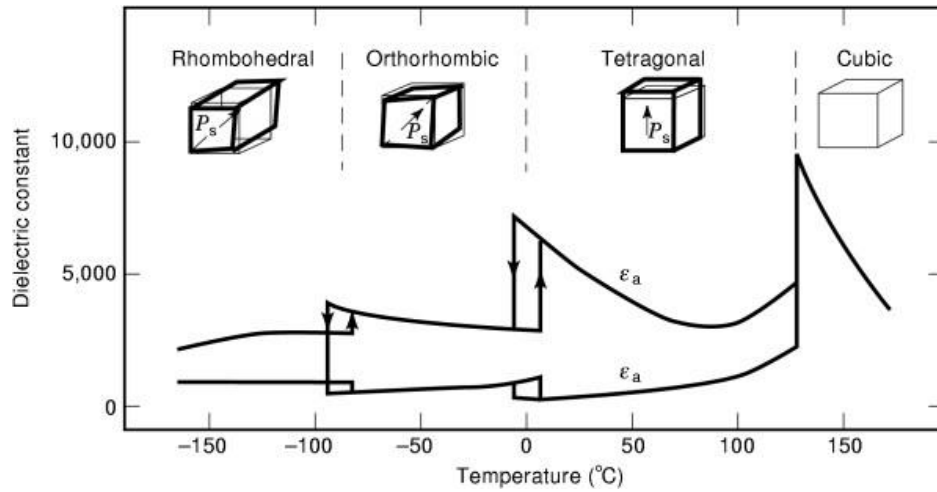 Rhombohedral Orthorhombic Tetragonal Cubic
Pₛ Pₛ Pₛ
Dielectric constant
10,000
5,000
0
εₐ
εₐ
–150 –100 –50 0 50 100 150
Temperature (°C)